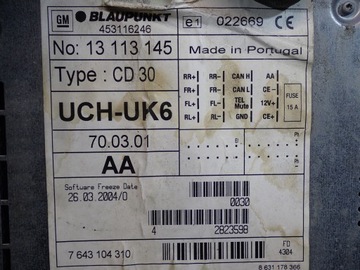 GM BLAUPUNKT
453116246
e1 022669
No: 13 113 145
Made in Portugal
Type : CD 30
UCH-UK6
70.03.01
AA
RR+ RR- CAN H AA
FR+ FR- CAN L CE-
FL+ FL- TEL Mute 12V+
RL+ RL- GND CE+
FUSE
15 A
Software Freeze Date
26.03.2004/0
0030
4 2823598
7 643 104 310
FD
4304
8 631 178 366